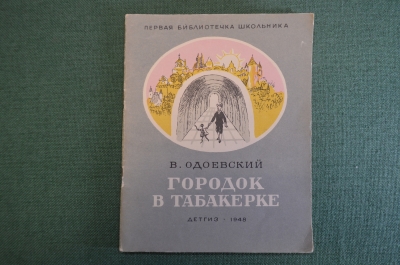 ПЕРВАЯ БИБЛИОТЕЧКА ШКОЛЬНИКА
В. ОДОЕВСКИЙ
ГОРОДОК
В ТАБАКЕРКЕ
ДЕТГИЗ · 1948